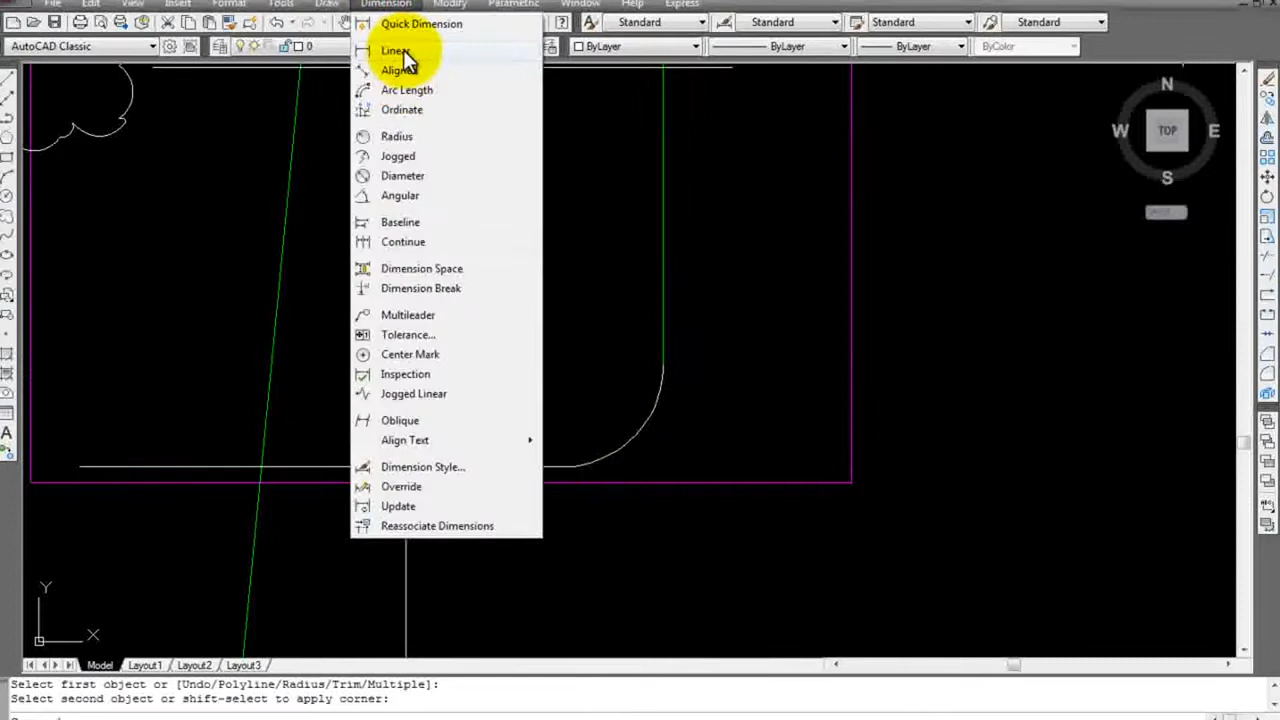 File Edit View Insert Format Tools Draw Dimension Modify Parametric Window Help Express
Standard Standard Standard Standard
AutoCAD Classic 0 ByLayer ByLayer ByLayer ByColor
Quick Dimension
Linear
Aligned
Arc Length
Ordinate
Radius
Jogged
Diameter
Angular
Baseline
Continue
Dimension Space
Dimension Break
Multileader
Tolerance...
Center Mark
Inspection
Jogged Linear
Oblique
Align Text
Dimension Style...
Override
Update
Reassociate Dimensions
N
W TOP E
S
A
Y
X
Model Layout1 Layout2 Layout3
Select first object or [Undo/Polyline/Radius/Trim/Multiple]:
Select second object or shift-select to apply corner: